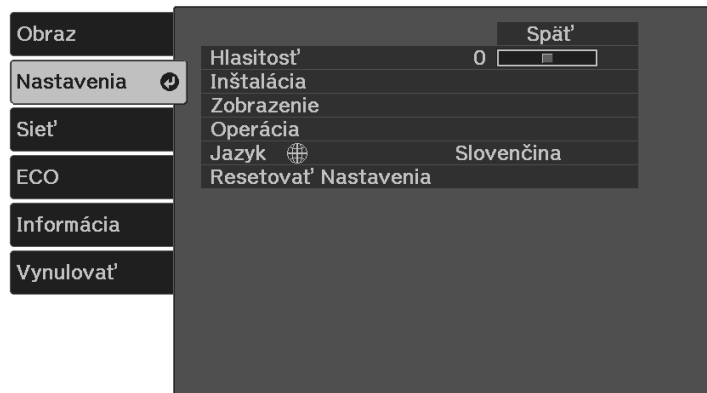 Obraz
Nastavenia
Sieť
ECO
Informácia
Vynulovať
Späť
Hlasitosť 0
Inštalácia
Zobrazenie
Operácia
Jazyk Slovenčina
Resetovať Nastavenia